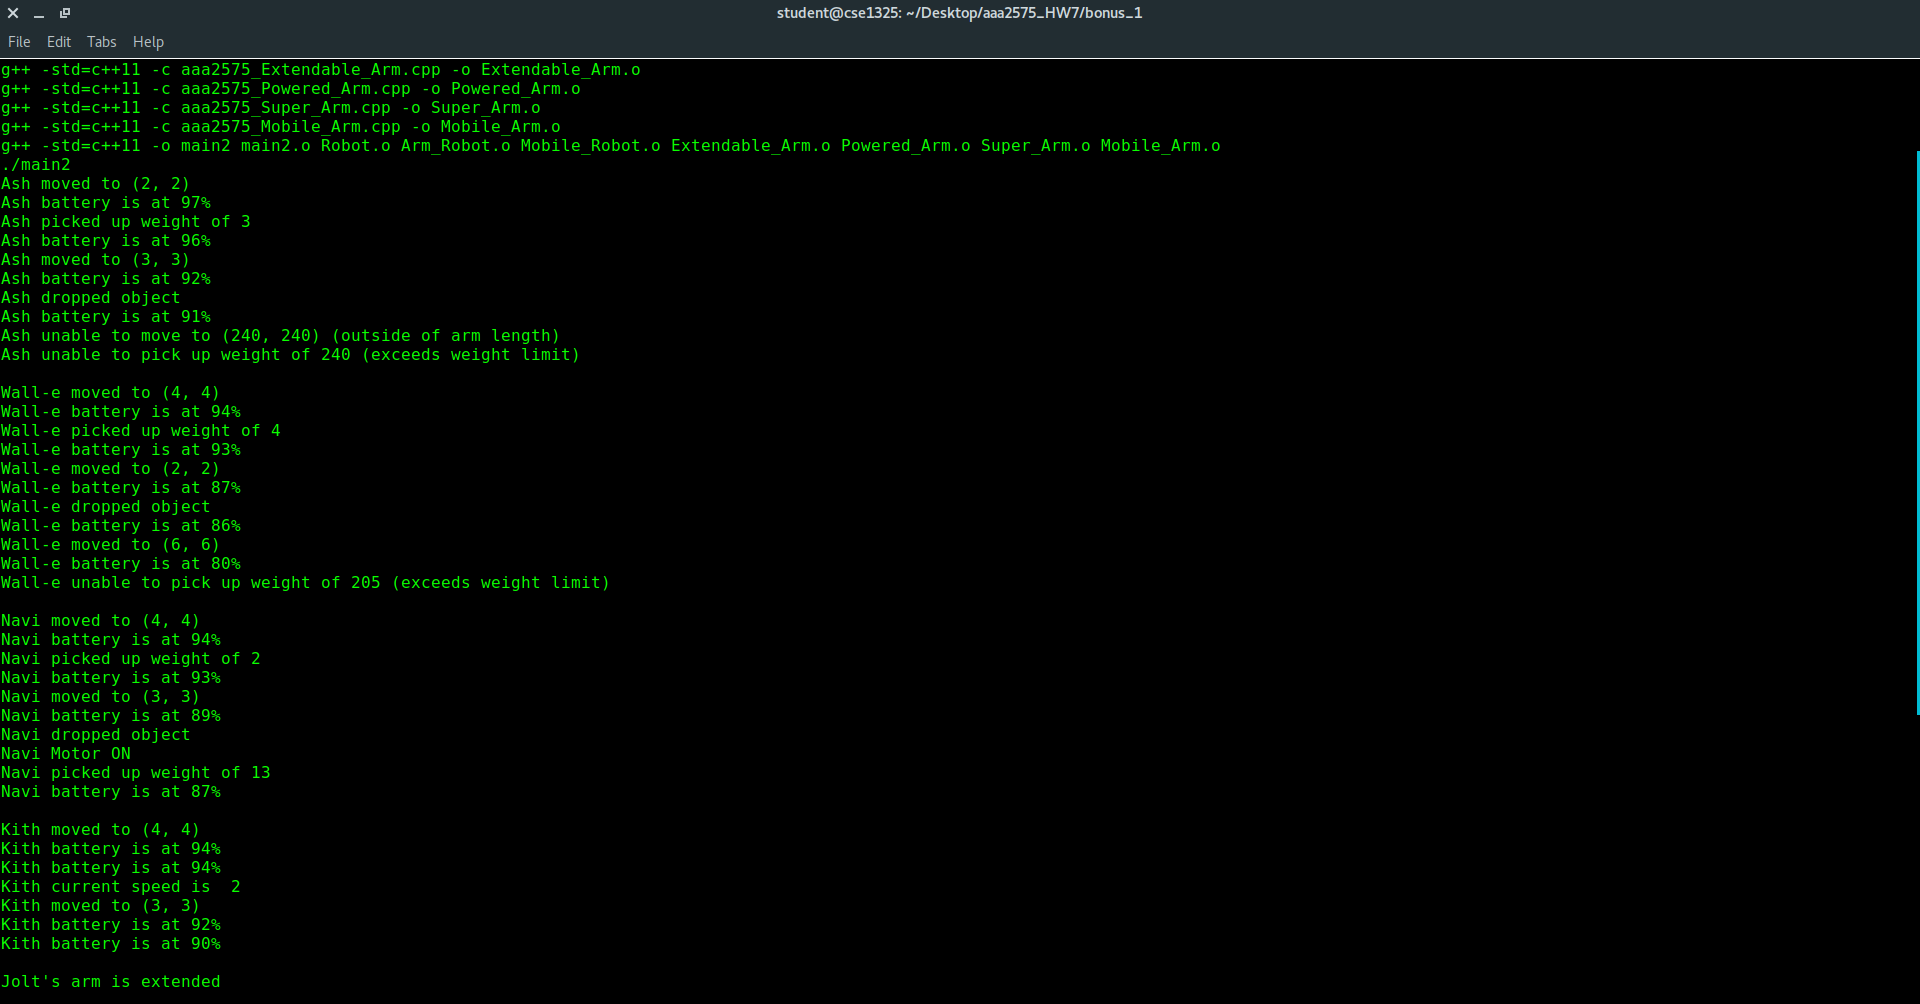 student@cse1325: ~/Desktop/aaa2575_HW7/bonus_1
File Edit Tabs Help
g++ -std=c++11 -c aaa2575_Extendable_Arm.cpp -o Extendable_Arm.o
g++ -std=c++11 -c aaa2575_Powered_Arm.cpp -o Powered_Arm.o
g++ -std=c++11 -c aaa2575_Super_Arm.cpp -o Super_Arm.o
g++ -std=c++11 -c aaa2575_Mobile_Arm.cpp -o Mobile_Arm.o
g++ -std=c++11 -o main2 main2.o Robot.o Arm_Robot.o Mobile_Robot.o Extendable_Arm.o Powered_Arm.o Super_Arm.o Mobile_Arm.o
./main2
Ash moved to (2, 2)
Ash battery is at 97%
Ash picked up weight of 3
Ash battery is at 96%
Ash moved to (3, 3)
Ash battery is at 92%
Ash dropped object
Ash battery is at 91%
Ash unable to move to (240, 240) (outside of arm length)
Ash unable to pick up weight of 240 (exceeds weight limit)

Wall-e moved to (4, 4)
Wall-e battery is at 94%
Wall-e picked up weight of 4
Wall-e battery is at 93%
Wall-e moved to (2, 2)
Wall-e battery is at 87%
Wall-e dropped object
Wall-e battery is at 86%
Wall-e moved to (6, 6)
Wall-e battery is at 80%
Wall-e unable to pick up weight of 205 (exceeds weight limit)

Navi moved to (4, 4)
Navi battery is at 94%
Navi picked up weight of 2
Navi battery is at 93%
Navi moved to (3, 3)
Navi battery is at 89%
Navi dropped object
Navi Motor ON
Navi picked up weight of 13
Navi battery is at 87%

Kith moved to (4, 4)
Kith battery is at 94%
Kith battery is at 94%
Kith current speed is  2
Kith moved to (3, 3)
Kith battery is at 92%
Kith battery is at 90%

Jolt's arm is extended